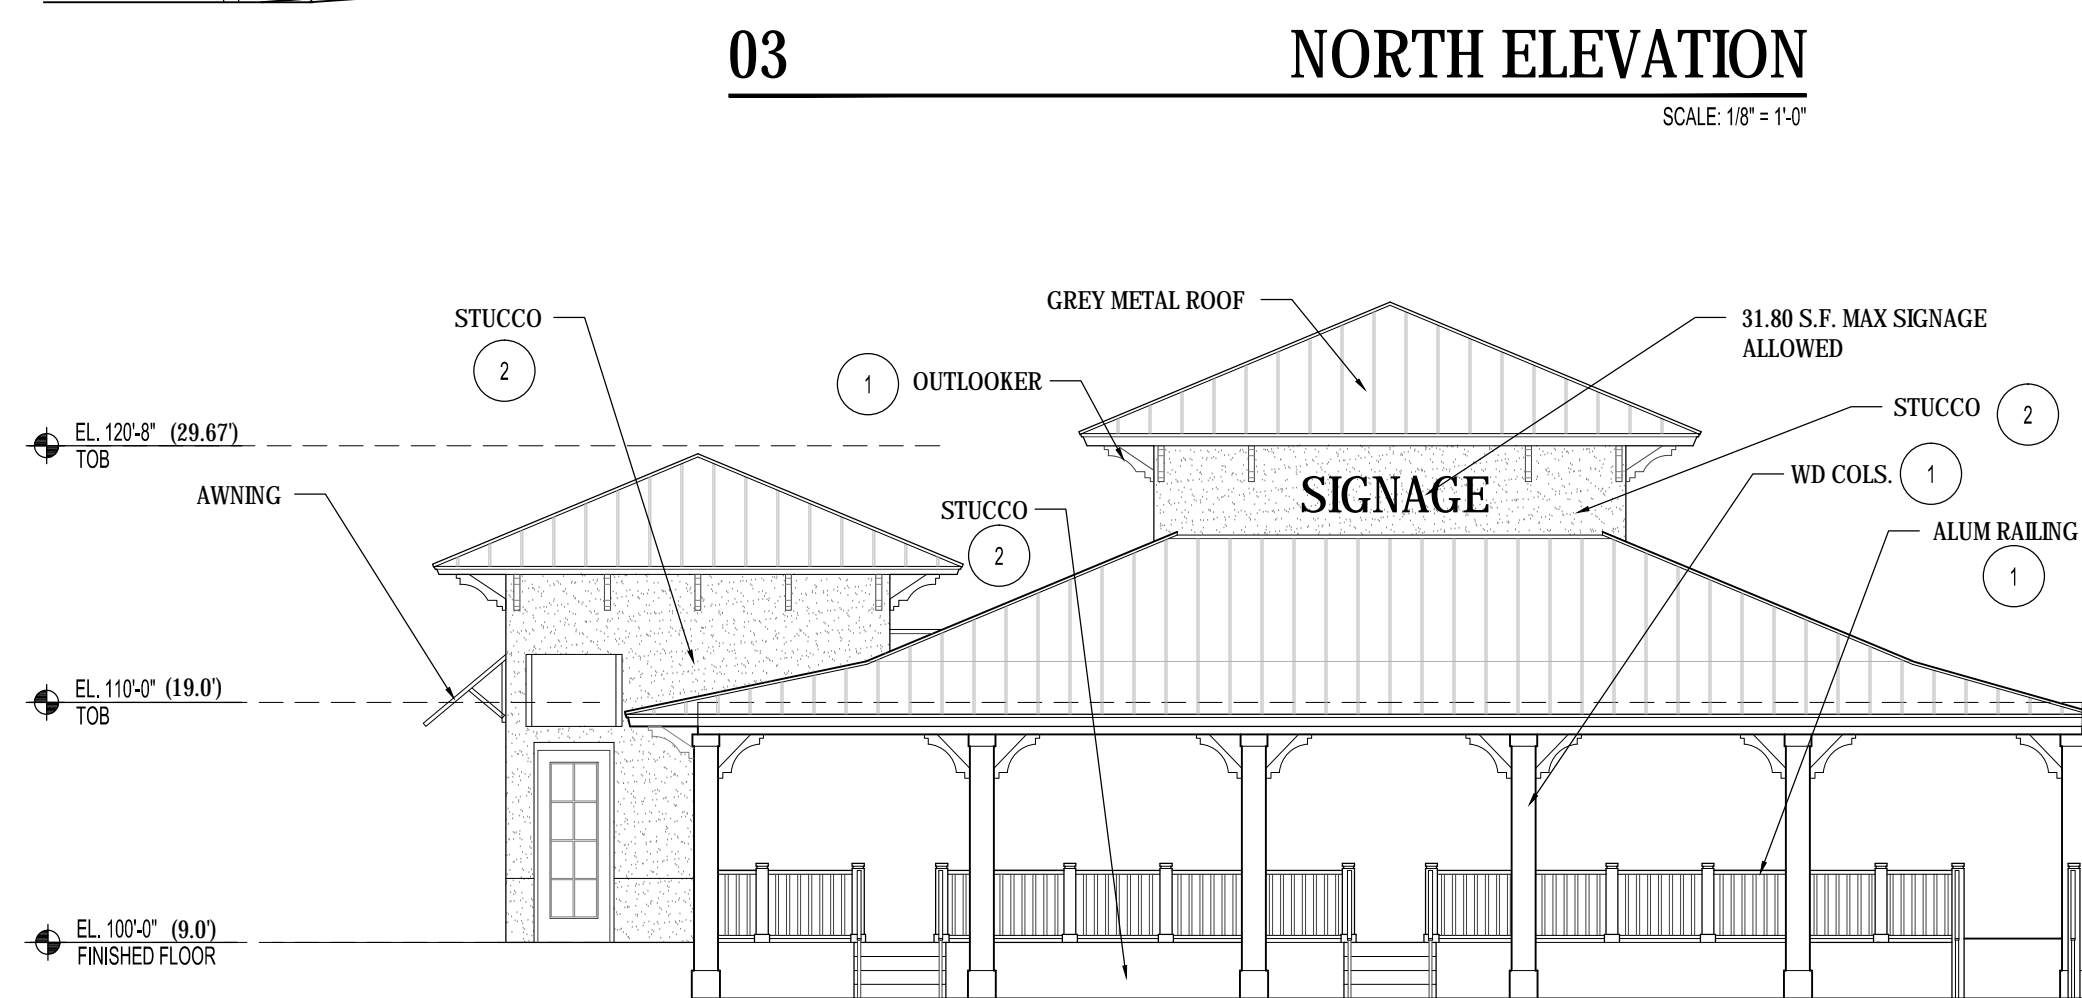 03 NORTH ELEVATION
SCALE: 1/8" = 1'-0"
GREY METAL ROOF
STUCCO
2
31.80 S.F. MAX SIGNAGE
ALLOWED
1 OUTLOOKER
STUCCO 2
EL. 120'-8" (29.67')
TOB
AWNING
SIGNAGE
WD COLS. 1
STUCCO
2
ALUM RAILING
1
EL. 110'-0" (19.0')
TOB
EL. 100'-0" (9.0')
FINISHED FLOOR